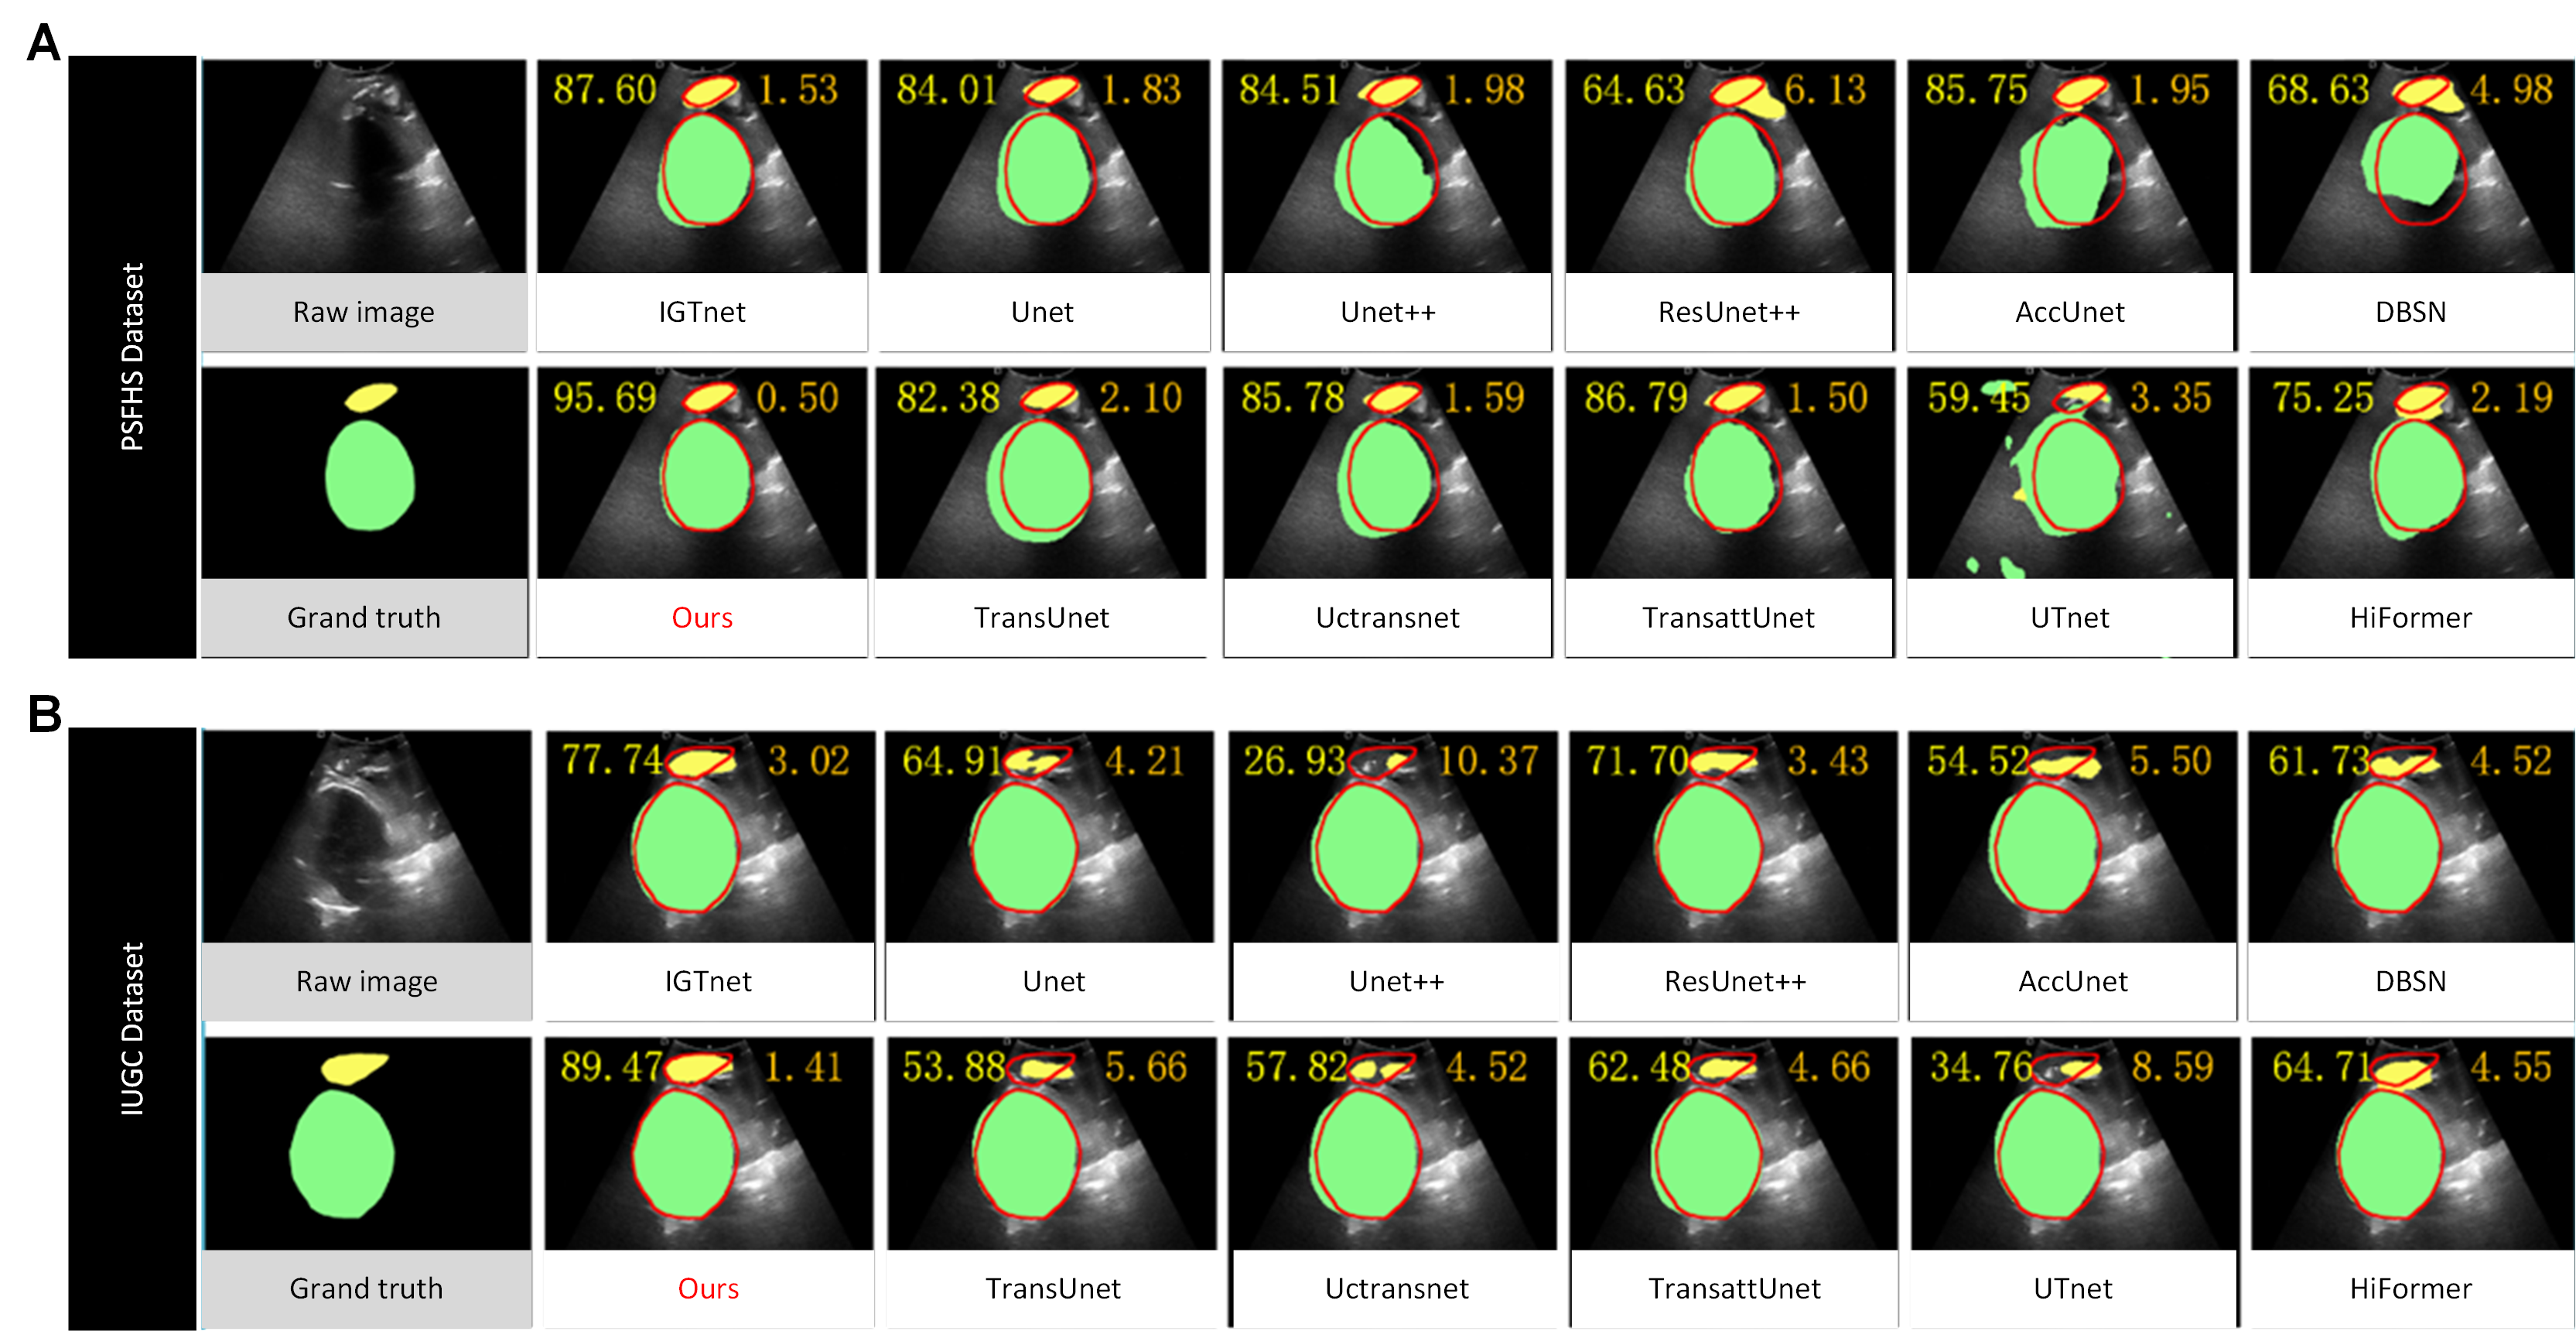 A
PSFHS Dataset
87.60 1.53
84.01 1.83
84.51 1.98
64.63 6.13
85.75 1.95
68.63 4.98
Raw image
IGTnet
Unet
Unet++
ResUnet++
AccUnet
DBSN
95.69 0.50
82.38 2.10
85.78 1.59
86.79 1.50
59.45 3.35
75.25 2.19
Grand truth
Ours
TransUnet
Uctransnet
TransattUnet
UTnet
HiFormer
B
IUGC Dataset
77.74 3.02
64.91 4.21
26.93 10.37
71.70 3.43
54.52 5.50
61.73 4.52
Raw image
IGTnet
Unet
Unet++
ResUnet++
AccUnet
DBSN
89.47 1.41
53.88 5.66
57.82 4.52
62.48 4.66
34.76 8.59
64.71 4.55
Grand truth
Ours
TransUnet
Uctransnet
TransattUnet
UTnet
HiFormer